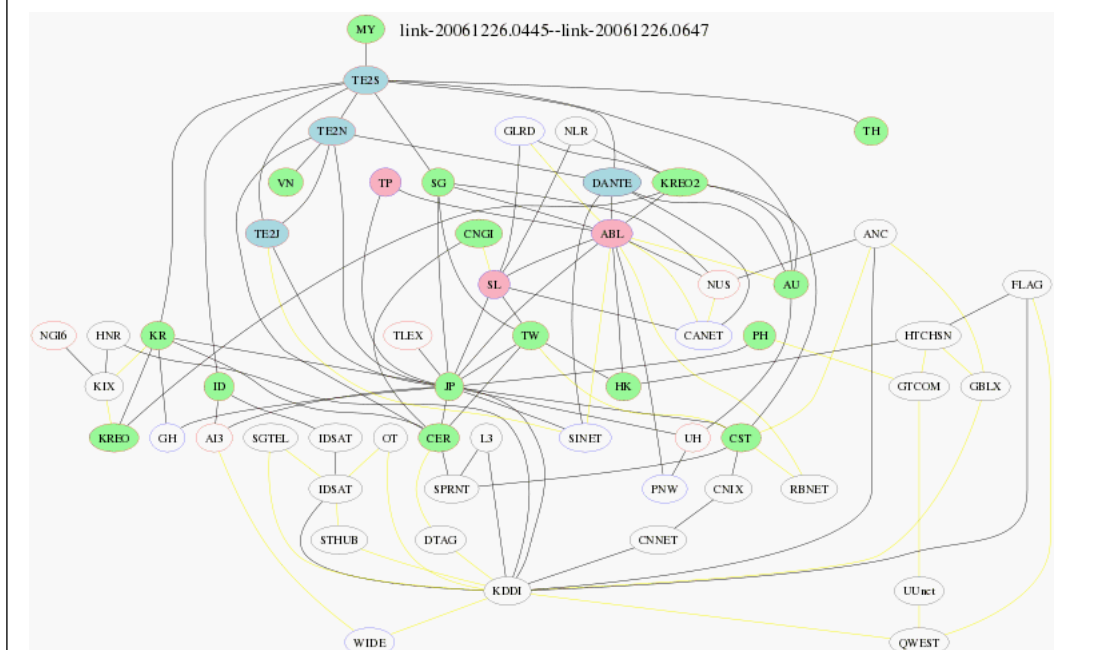 MY link-20061226.0445--link-20061226.0647
TE2S
TE2N GLRD NLR TH
VN TP SG DANTE KREO2
TE2J CNGI ABL ANC
SL NUS AU FLAG
NGI6 HNR KR TLEX TW CANET PH HTCHSN
KIX ID JP HK GTCOM GBLX
KREO GH AI3 SGTEL IDSAT OT CER L3 SINET UH CST
IDSAT SPRNT PNW CNIX RBNET
STHUB DTAG CNNET
KDDI UUnct
WIDE QWEST